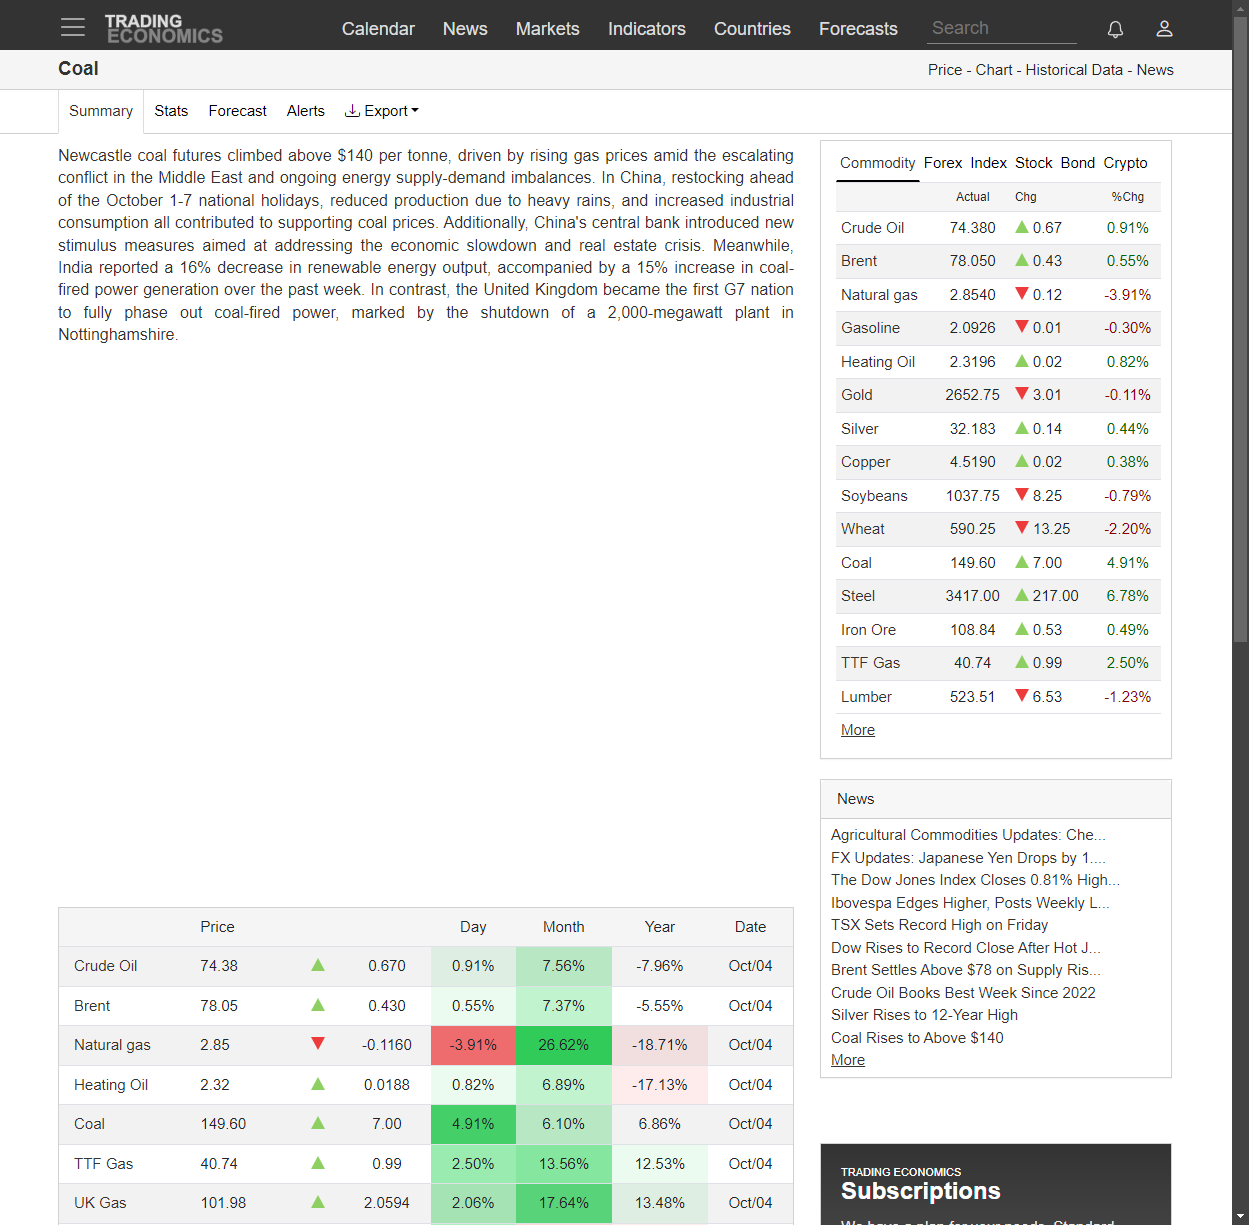 TRADING
ECONOMICS
Calendar News Markets Indicators Countries Forecasts Search
Coal
Price - Chart - Historical Data - News
Summary Stats Forecast Alerts Export
Newcastle coal futures climbed above $140 per tonne, driven by rising gas prices amid the escalating
conflict in the Middle East and ongoing energy supply-demand imbalances. In China, restocking ahead
of the October 1-7 national holidays, reduced production due to heavy rains, and increased industrial
consumption all contributed to supporting coal prices. Additionally, China's central bank introduced new
stimulus measures aimed at addressing the economic slowdown and real estate crisis. Meanwhile,
India reported a 16% decrease in renewable energy output, accompanied by a 15% increase in coal-
fired power generation over the past week. In contrast, the United Kingdom became the first G7 nation
to fully phase out coal-fired power, marked by the shutdown of a 2,000-megawatt plant in
Nottinghamshire.
Commodity Forex Index Stock Bond Crypto
Actual Chg %Chg
Crude Oil 74.380 0.67 0.91%
Brent 78.050 0.43 0.55%
Natural gas 2.8540 0.12 -3.91%
Gasoline 2.0926 0.01 -0.30%
Heating Oil 2.3196 0.02 0.82%
Gold 2652.75 3.01 -0.11%
Silver 32.183 0.14 0.44%
Copper 4.5190 0.02 0.38%
Soybeans 1037.75 8.25 -0.79%
Wheat 590.25 13.25 -2.20%
Coal 149.60 7.00 4.91%
Steel 3417.00 217.00 6.78%
Iron Ore 108.84 0.53 0.49%
TTF Gas 40.74 0.99 2.50%
Lumber 523.51 6.53 -1.23%
More
News
Agricultural Commodities Updates: Che...
FX Updates: Japanese Yen Drops by 1....
The Dow Jones Index Closes 0.81% High...
Ibovespa Edges Higher, Posts Weekly L...
TSX Sets Record High on Friday
Dow Rises to Record Close After Hot J...
Brent Settles Above $78 on Supply Ris...
Crude Oil Books Best Week Since 2022
Silver Rises to 12-Year High
Coal Rises to Above $140
More
Price Day Month Year Date
Crude Oil 74.38 0.670 0.91% 7.56% -7.96% Oct/04
Brent 78.05 0.430 0.55% 7.37% -5.55% Oct/04
Natural gas 2.85 -0.1160 -3.91% 26.62% -18.71% Oct/04
Heating Oil 2.32 0.0188 0.82% 6.89% -17.13% Oct/04
Coal 149.60 7.00 4.91% 6.10% 6.86% Oct/04
TTF Gas 40.74 0.99 2.50% 13.56% 12.53% Oct/04
UK Gas 101.98 2.0594 2.06% 17.64% 13.48% Oct/04
TRADING ECONOMICS
Subscriptions
We have a plan for your needs. Standard